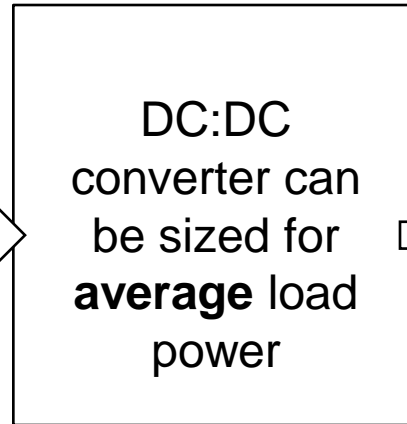 DC:DC
converter can
be sized for
average load
power